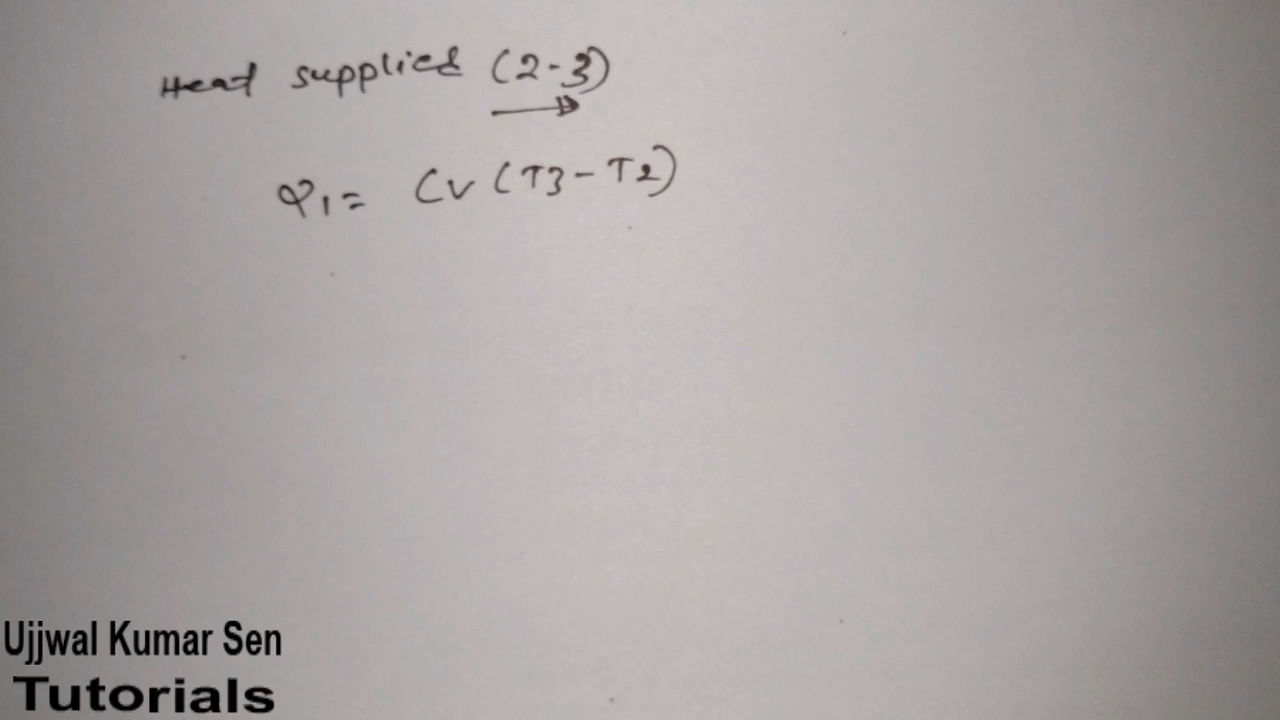 Heat supplied (2-3)
Q1 = Cv (T3 - T2)
Ujjwal Kumar Sen
Tutorials